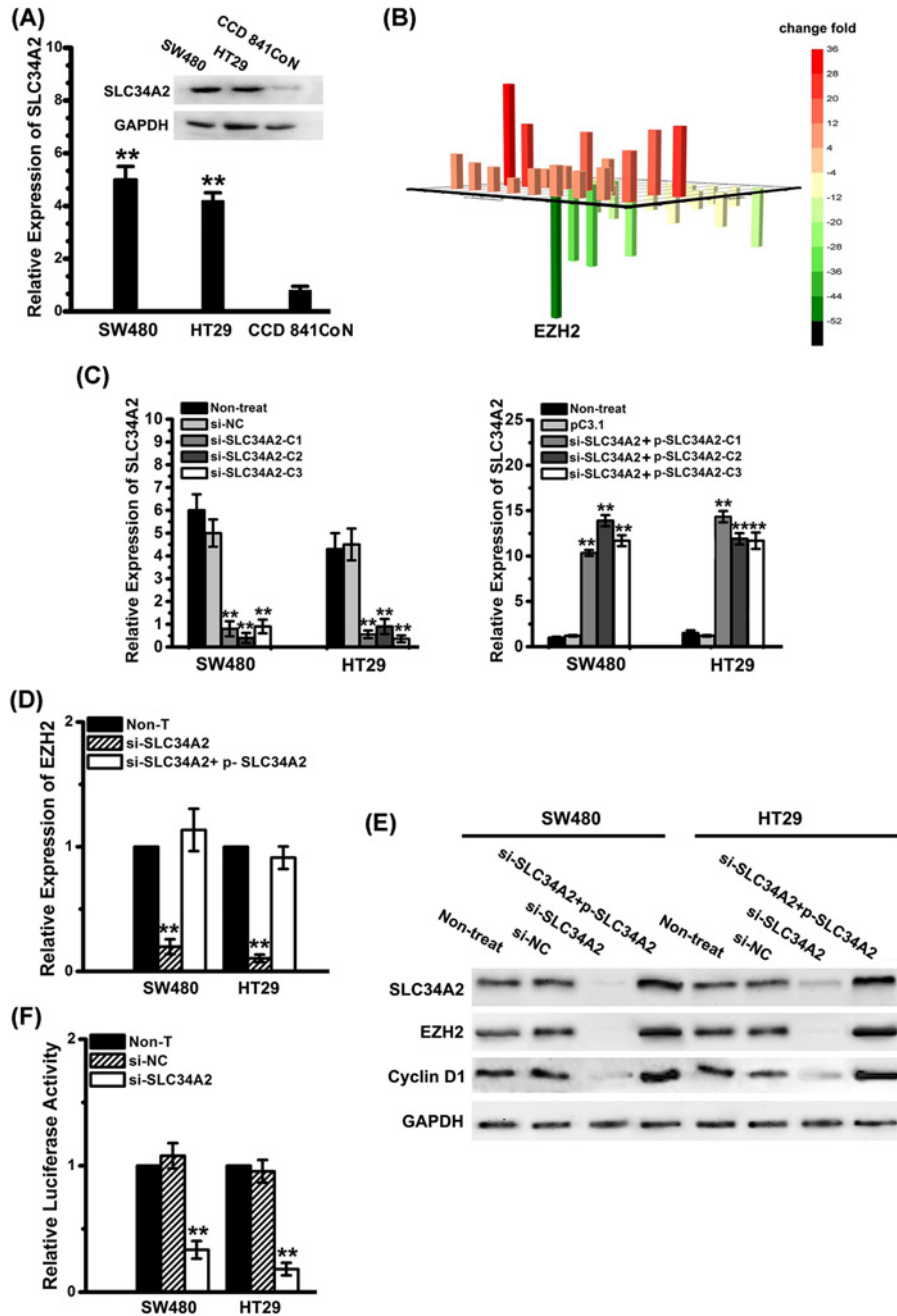 (A)
Relative Expression of SLC34A2
10
8
6
4
2
0
SW480
HT29
CCD 841CoN
SLC34A2
GAPDH
**
**
SW480
HT29
CCD 841CoN
(B)
change fold
36
28
20
12
4
-4
-12
-20
-28
-36
-44
-52
EZH2
(C)
Relative Expression of SLC34A2
10
9
8
7
6
5
4
3
2
1
0
Non-treat
si-NC
si-SLC34A2-C1
si-SLC34A2-C2
si-SLC34A2-C3
** ** **
** ** **
SW480
HT29
Relative Expression of SLC34A2
25
20
15
10
5
0
Non-treat
pC3.1
si-SLC34A2+p-SLC34A2-C1
si-SLC34A2+p-SLC34A2-C2
si-SLC34A2+p-SLC34A2-C3
** ** **
** ****
SW480
HT29
(D)
Relative Expression of EZH2
2
1
0
Non-T
si-SLC34A2
si-SLC34A2+ p- SLC34A2
**
**
SW480
HT29
(E)
SW480
HT29
Non-treat
si-NC
si-SLC34A2
si-SLC34A2+p-SLC34A2
Non-treat
si-NC
si-SLC34A2
si-SLC34A2+p-SLC34A2
SLC34A2
EZH2
Cyclin D1
GAPDH
(F)
Relative Luciferase Activity
2
1
0
Non-T
si-NC
si-SLC34A2
**
**
SW480
HT29